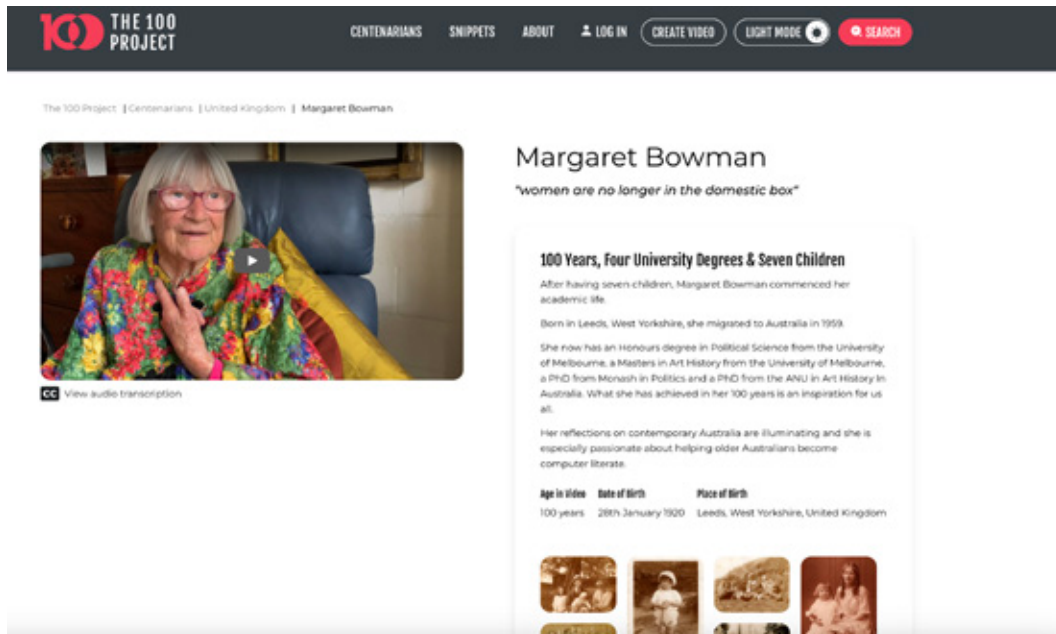 100 THE 100
PROJECT
CENTENARIANS SNIPPETS ABOUT LOG IN CREATE VIDEO LIGHT MODE SEARCH
The 100 Project | Centenarians | United Kingdom | Margaret Bowman
Margaret Bowman
"women are no longer in the domestic box"
100 Years, Four University Degrees & Seven Children
After having seven children, Margaret Bowman commenced her
academic life.
Born in Leeds, West Yorkshire, she migrated to Australia in 1959.
She now has an Honours degree in Political Science from the University
of Melbourne, a Masters in Art History from the University of Melbourne,
a PhD from Monash in Politics and a PhD from the ANU in Art History In
Australia. What she has achieved in her 100 years is an inspiration for us
all.
Her reflections on contemporary Australia are illuminating and she is
especially passionate about helping older Australians become
computer literate.
Age in Video Date of Birth Place of Birth
100 years 28th January 1920 Leeds, West Yorkshire, United Kingdom
CC View audio transcription